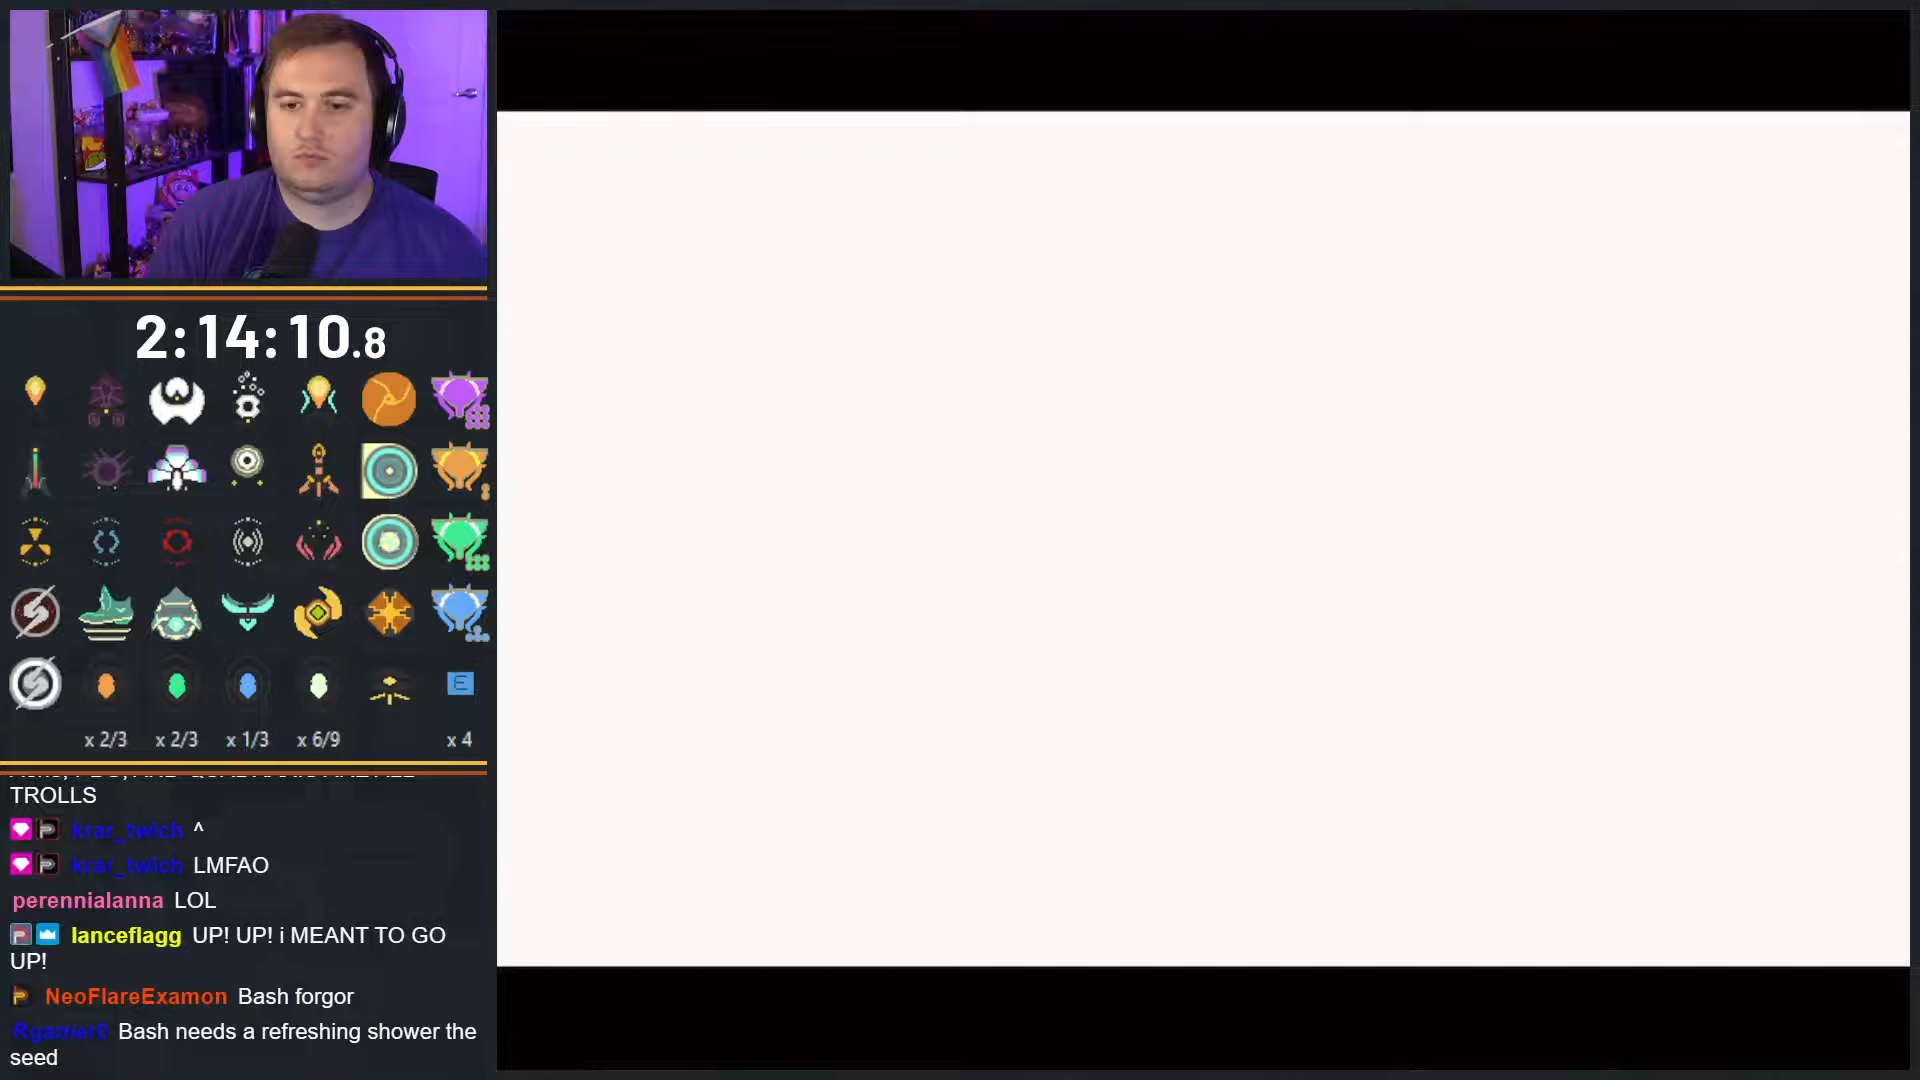 2:14:10.8
E
x 2/3
x 2/3
x 1/3
x 6/9
x 4
TROLLS
krar_twich ^
krar_twich LMFAO
perennialanna LOL
lanceflagg UP! UP! i MEANT TO GO
UP!
NeoFlareExamon Bash forgor
Rgamer0 Bash needs a refreshing shower the
seed